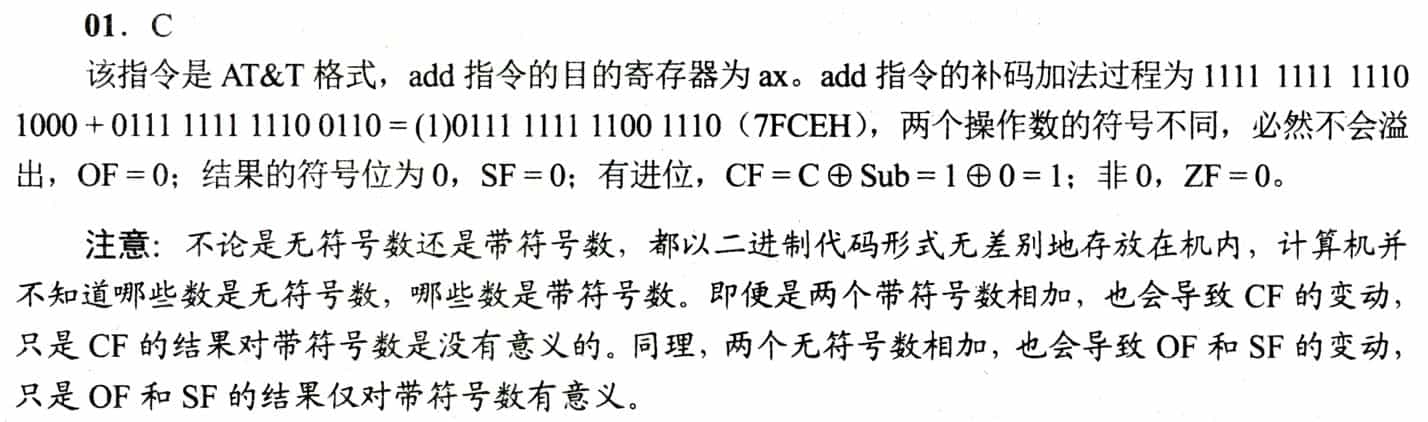 01. C
该指令是 AT&T 格式，add 指令的目的寄存器为 ax。add 指令的补码加法过程为 1111 1111 1110
1000 + 0111 1111 1110 0110 = (1)0111 1111 1100 1110（7FCEH），两个操作数的符号不同，必然不会溢
出，OF = 0；结果的符号位为 0，SF = 0；有进位，CF = C ⊕ Sub = 1 ⊕ 0 = 1；非 0，ZF = 0。
注意：不论是无符号数还是带符号数，都以二进制代码形式无差别地存放在机内，计算机并
不知道哪些数是无符号数，哪些数是带符号数。即便是两个带符号数相加，也会导致 CF 的变动，
只是 CF 的结果对带符号数是没有意义的。同理，两个无符号数相加，也会导致 OF 和 SF 的变动，
只是 OF 和 SF 的结果仅对带符号数有意义。